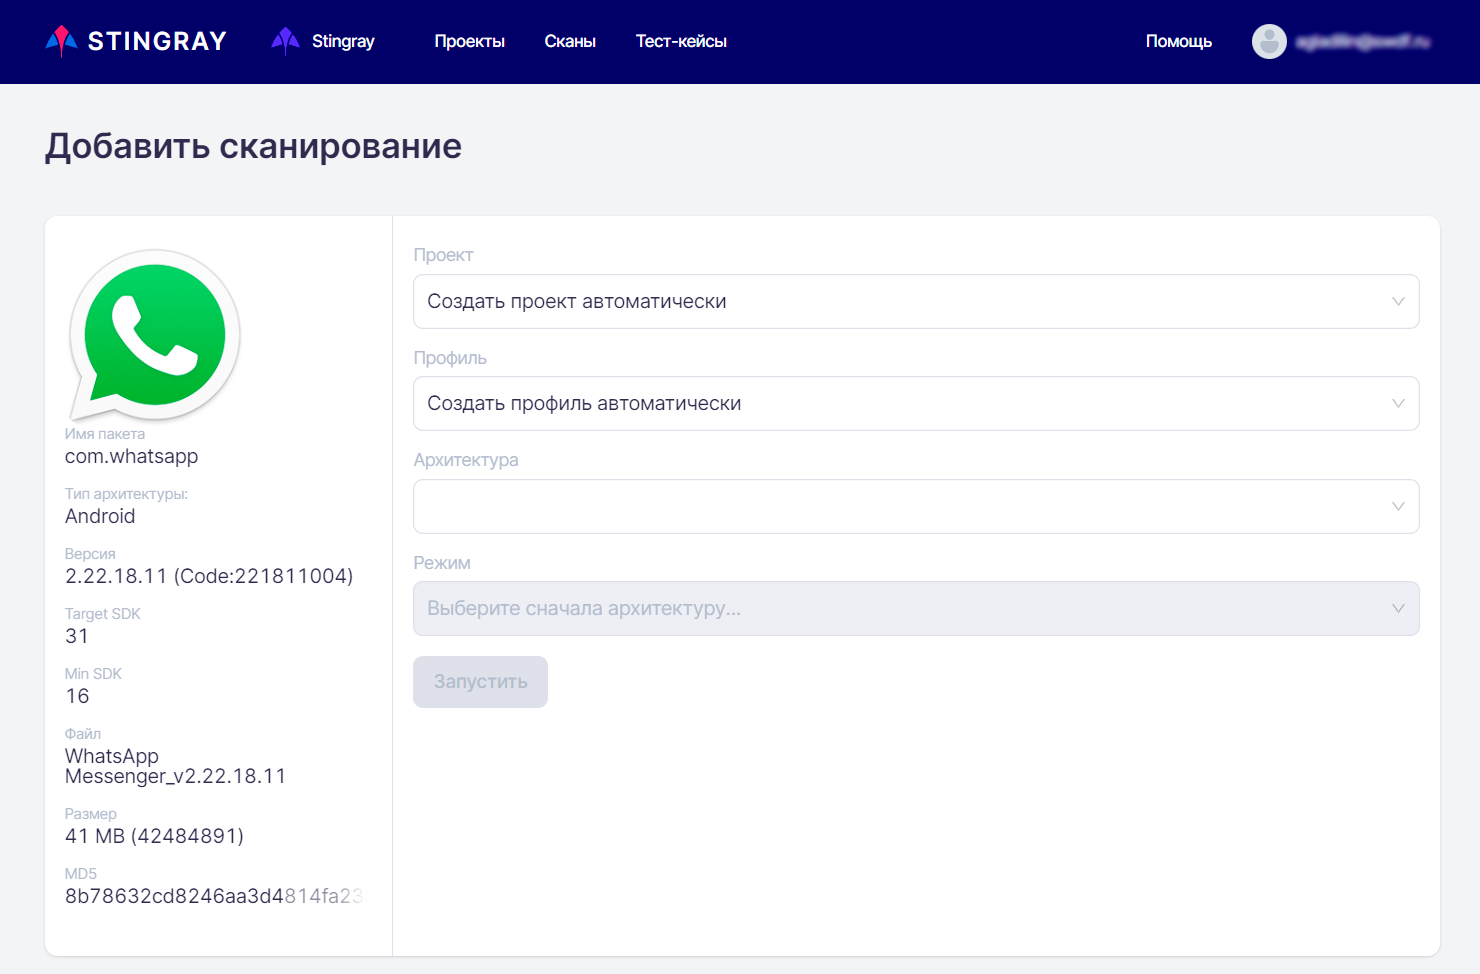 STINGRAY
Stingray
Проекты
Сканы
Тест-кейсы
Помощь
Добавить сканирование
Имя пакета
com.whatsapp
Тип архитектуры:
Android
Версия
2.22.18.11 (Code:221811004)
Target SDK
31
Min SDK
16
Файл
WhatsApp
Messenger_v2.22.18.11
Размер
41 MB (42484891)
MD5
8b78632cd8246aa3d4814fa23
Проект
Создать проект автоматически
Профиль
Создать профиль автоматически
Архитектура
Режим
Выберите сначала архитектуру...
Запустить